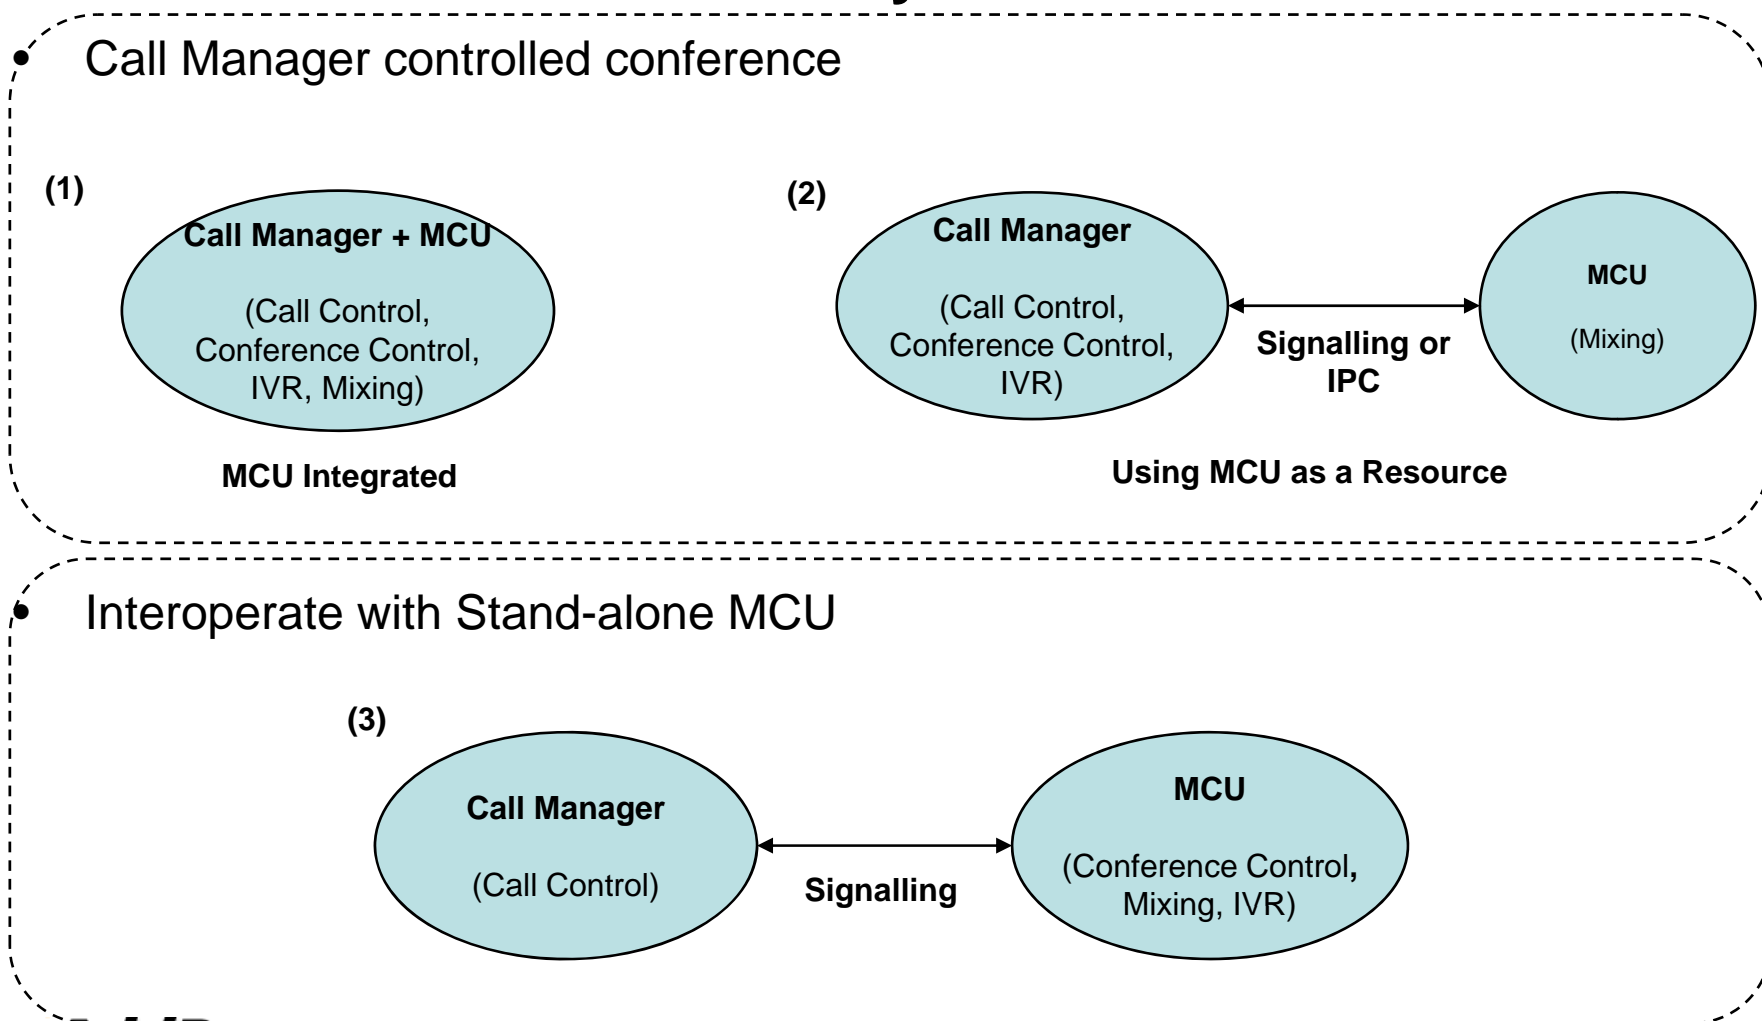 • Call Manager controlled conference
(1)
Call Manager + MCU
(Call Control,
Conference Control,
IVR, Mixing)
MCU Integrated
(2)
Call Manager
(Call Control,
Conference Control,
IVR)
Signalling or
IPC
MCU
(Mixing)
Using MCU as a Resource
• Interoperate with Stand-alone MCU
(3)
Call Manager
(Call Control)
Signalling
MCU
(Conference Control,
Mixing, IVR)